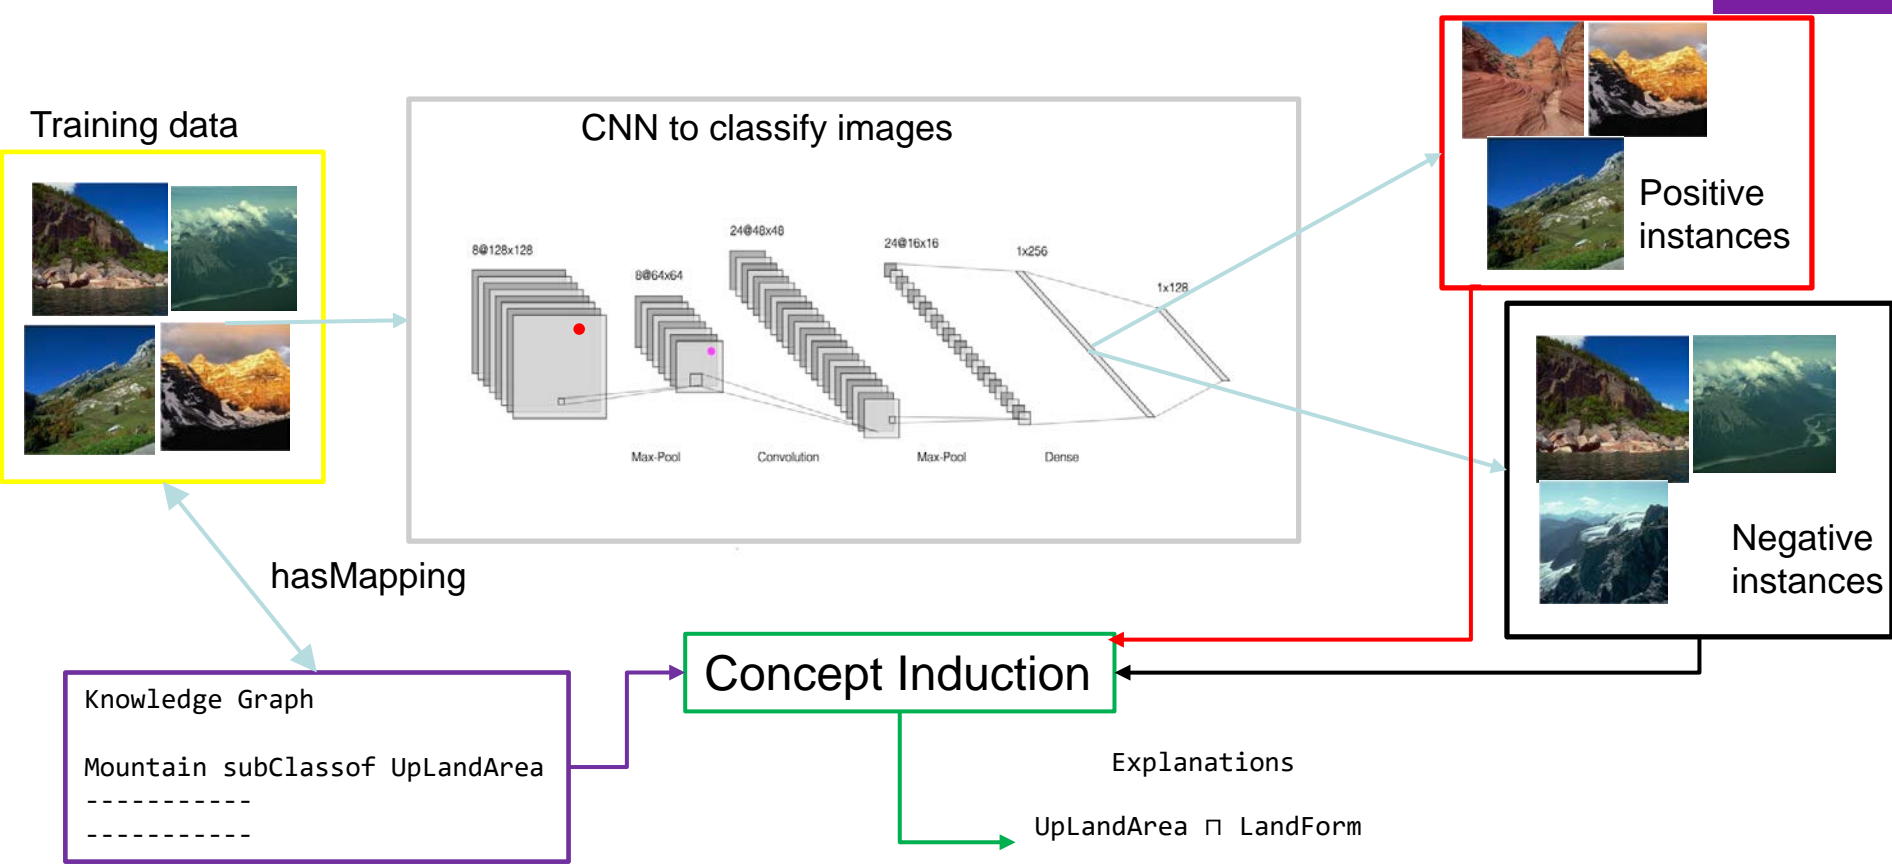 Training data
CNN to classify images
8@128x128
8@64x64
24@48x48
24@16x16
1x256
1x128
Max-Pool
Convolution
Max-Pool
Dense
Positive
instances
Negative
instances
hasMapping
Knowledge Graph
Mountain subClassof UpLandArea
-----------
-----------
Concept Induction
Explanations
UpLandArea ⊓ LandForm